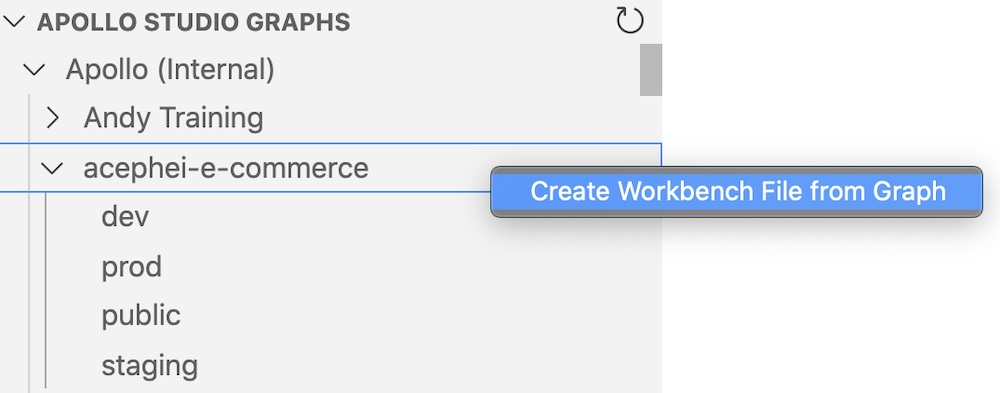 APOLLO STUDIO GRAPHS
Apollo (Internal)
Andy Training
acephei-e-commerce
Create Workbench File from Graph
dev
prod
public
staging